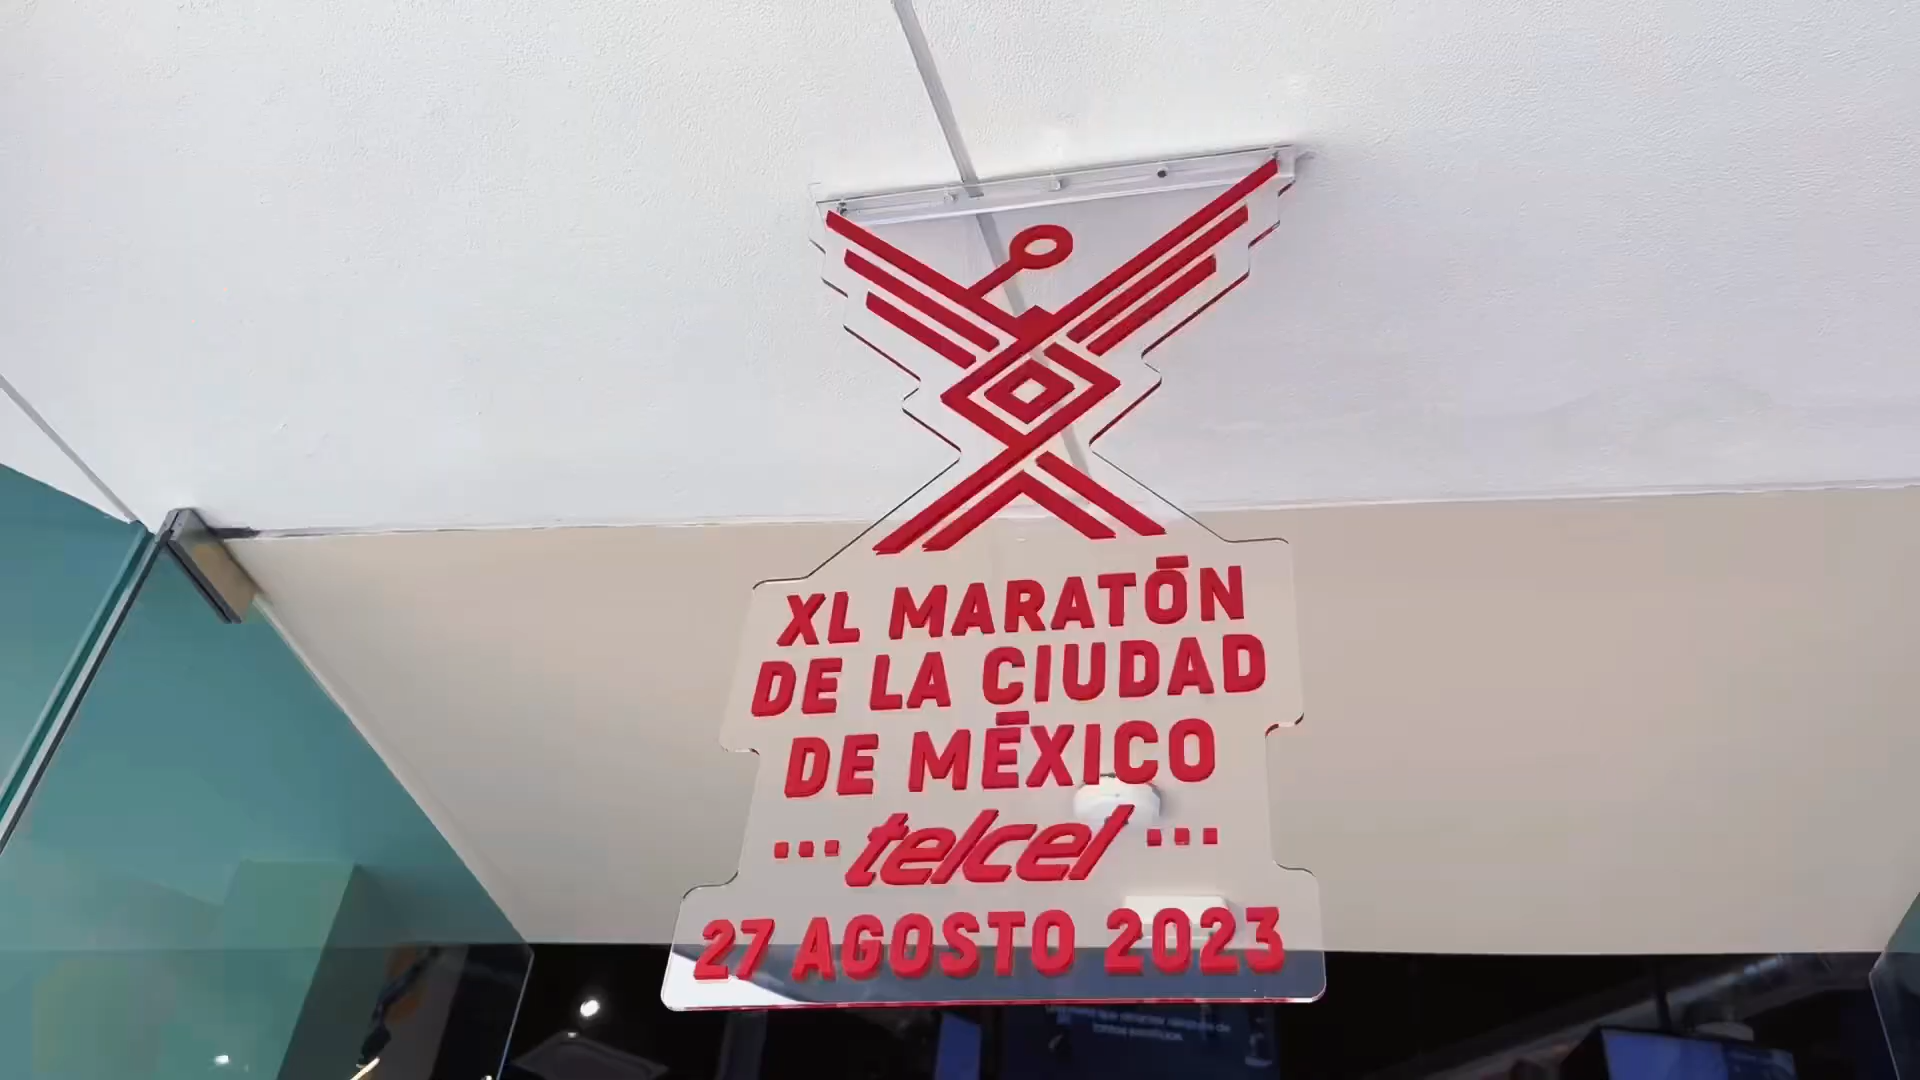 XL MARATÓN
DE LA CIUDAD
DE MÉXICO
telcel
27 AGOSTO 2023